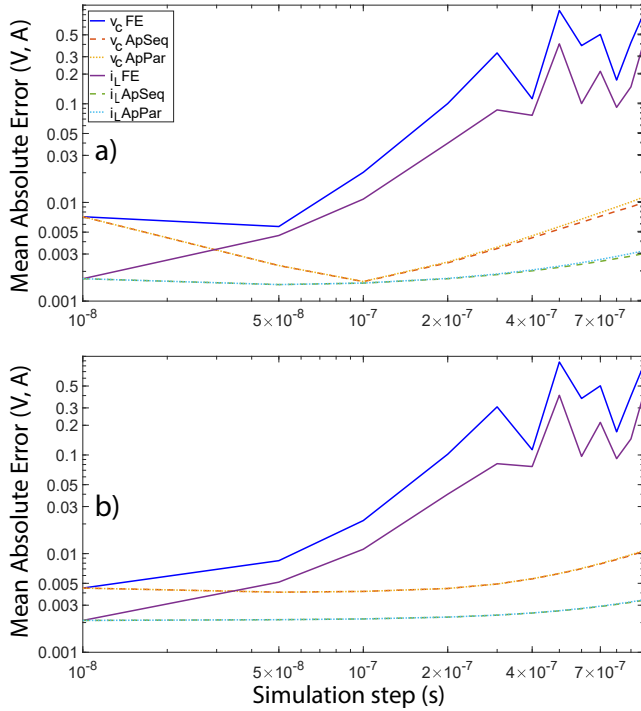 v_c FE
v_c ApSeq
v_c ApPar
i_L FE
i_L ApSeq
i_L ApPar
a)
Mean Absolute Error (V, A)
0.5
0.3
0.2
0.1
0.05
0.03
0.01
0.005
0.003
0.001
10^-8
5×10^-8
10^-7
2×10^-7
4×10^-7
7×10^-7
b)
Mean Absolute Error (V, A)
0.5
0.3
0.2
0.1
0.05
0.03
0.01
0.005
0.003
0.001
10^-8
5×10^-8
10^-7
2×10^-7
4×10^-7
7×10^-7
Simulation step (s)